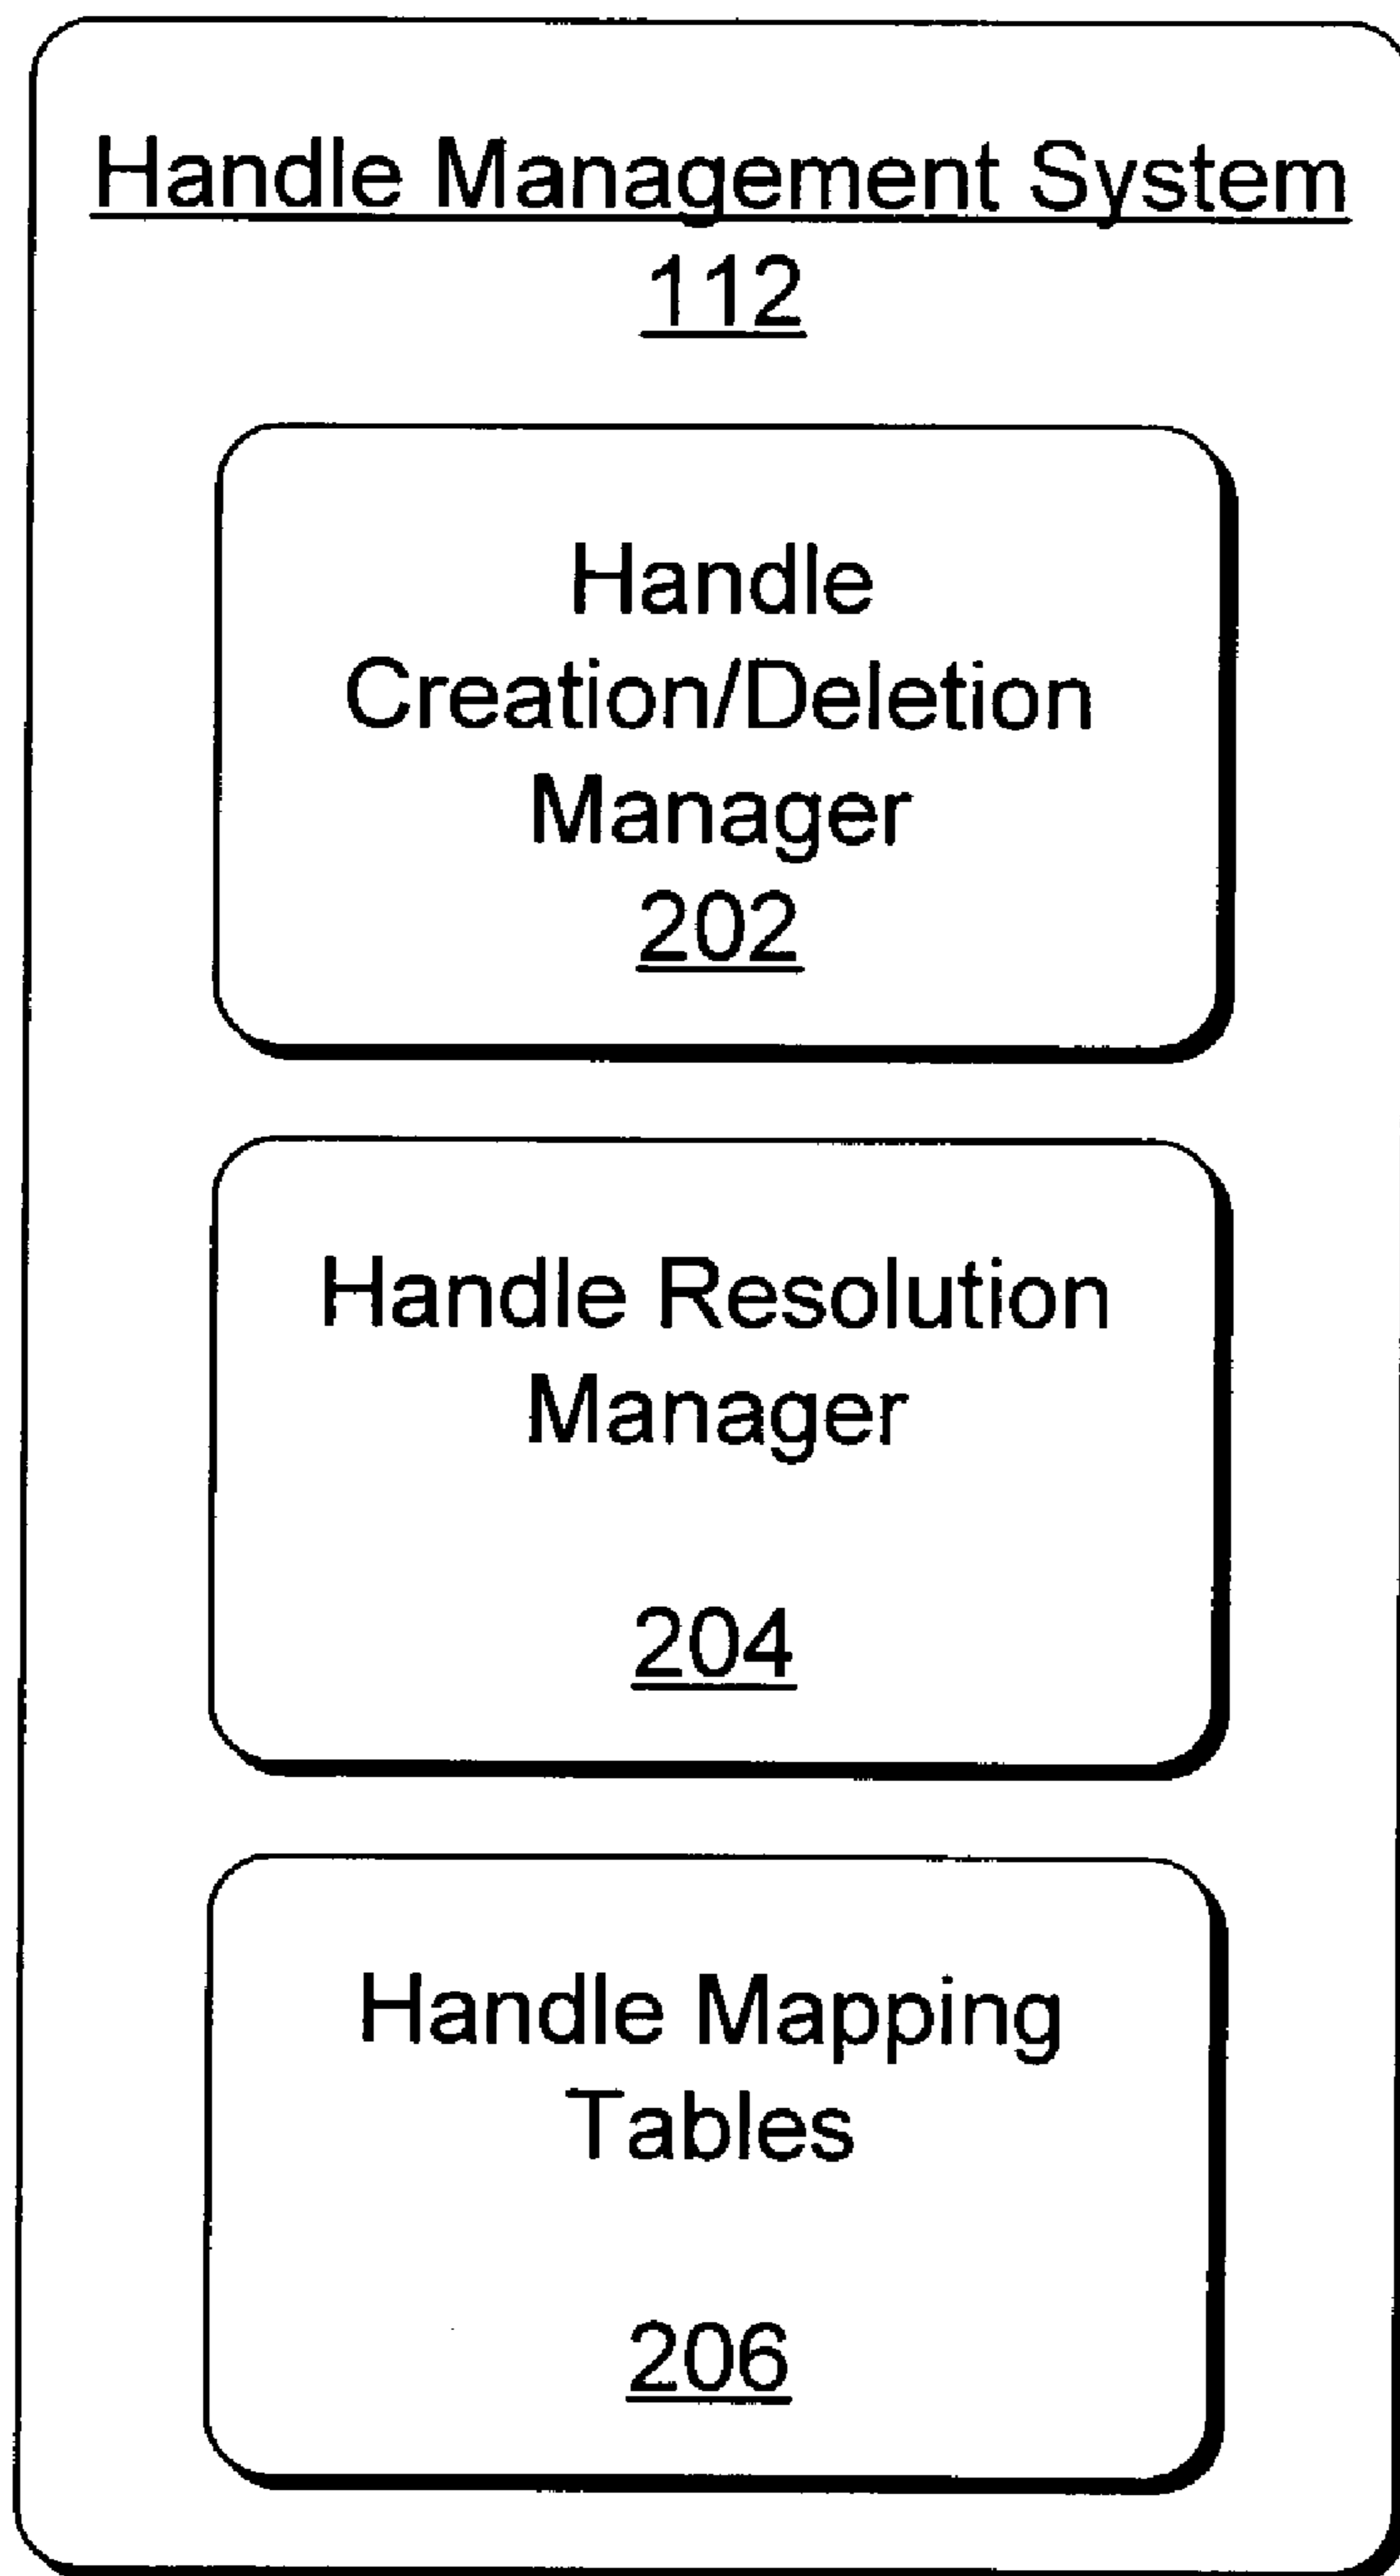 Handle Management System
112
Handle
Creation/Deletion
Manager
202
Handle Resolution
Manager
204
Handle Mapping
Tables
206